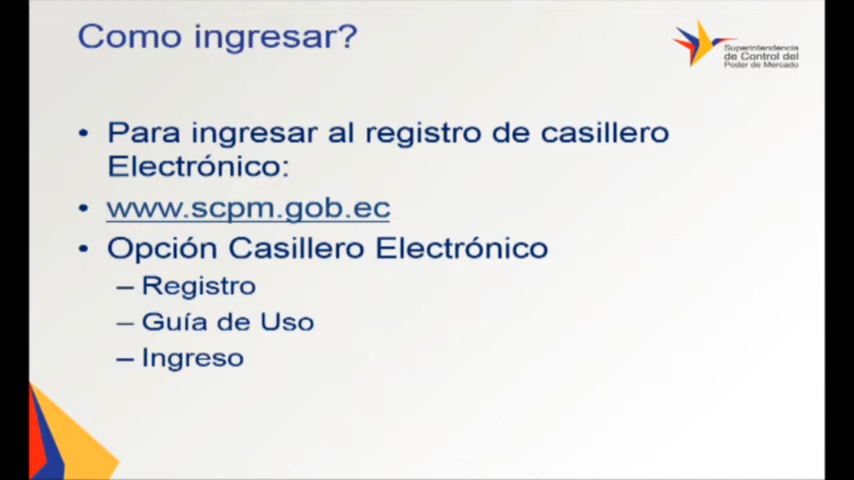 Como ingresar?
Superintendencia
de Control del
Poder de Mercado
• Para ingresar al registro de casillero
Electrónico:
• www.scpm.gob.ec
• Opción Casillero Electrónico
– Registro
– Guía de Uso
– Ingreso